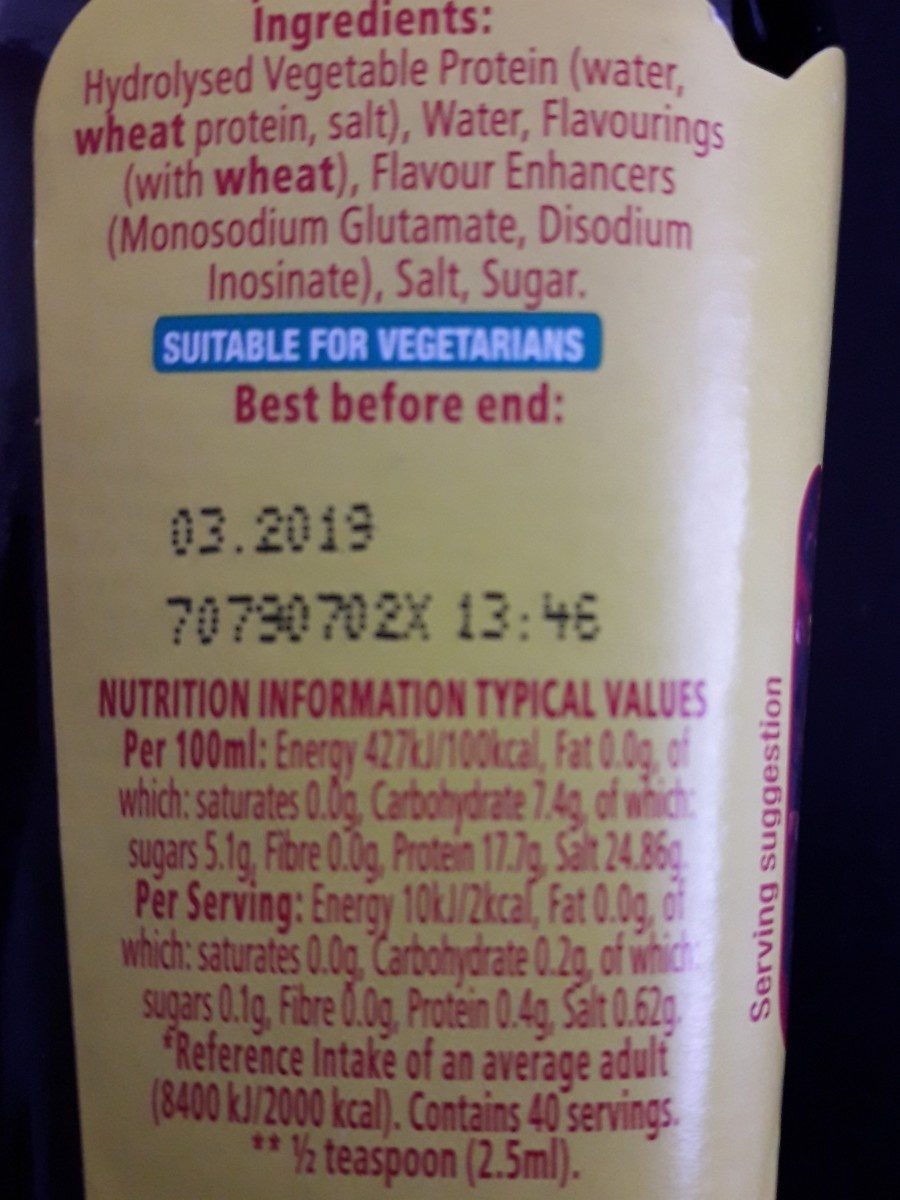 Ingredients:
Hydrolysed Vegetable Protein (water,
wheat protein, salt), Water, Flavourings
(with wheat), Flavour Enhancers
(Monosodium Glutamate, Disodium
Inosinate), Salt, Sugar.
SUITABLE FOR VEGETARIANS
Best before end:
03.2019
70790702X 13:46
NUTRITION INFORMATION TYPICAL VALUES
Per 100ml: Energy 427kJ/100kcal, Fat 0.0g, of
which: saturates 0.0g, Carbohydrate 7.4g, of which:
sugars 5.1g, Fibre 0.0g, Protein 17.7g, Salt 24.86g.
Per Serving: Energy 10kJ/2kcal, Fat 0.0g, of
which: saturates 0.0g, Carbohydrate 0.2g, of which:
sugars 0.1g, Fibre 0.0g, Protein 0.4g, Salt 0.62g.
*Reference Intake of an average adult
(8400 kJ/2000 kcal). Contains 40 servings.
** ½ teaspoon (2.5ml).
Serving suggestion